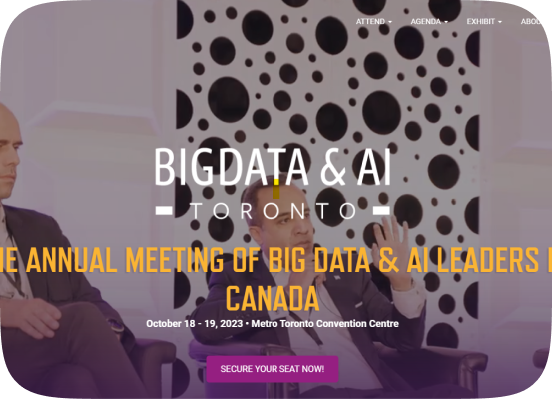 ATTEND AGENDA EXHIBIT
BIGDATA & AI
TORONTO
ANNUAL MEETING OF BIG DATA & AI LEADERS
CANADA
October 18 - 19, 2023 • Metro Toronto Convention Centre
SECURE YOUR SEAT NOW!